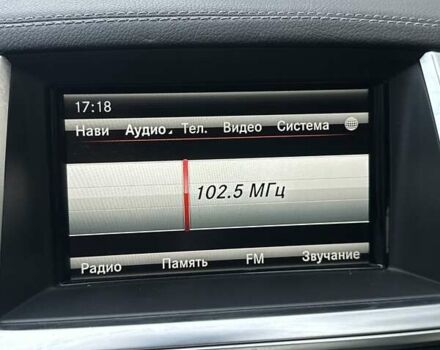 17:18
Нави Аудио Тел. Видео Система
102.5 МГц
Радио Память FM Звучание